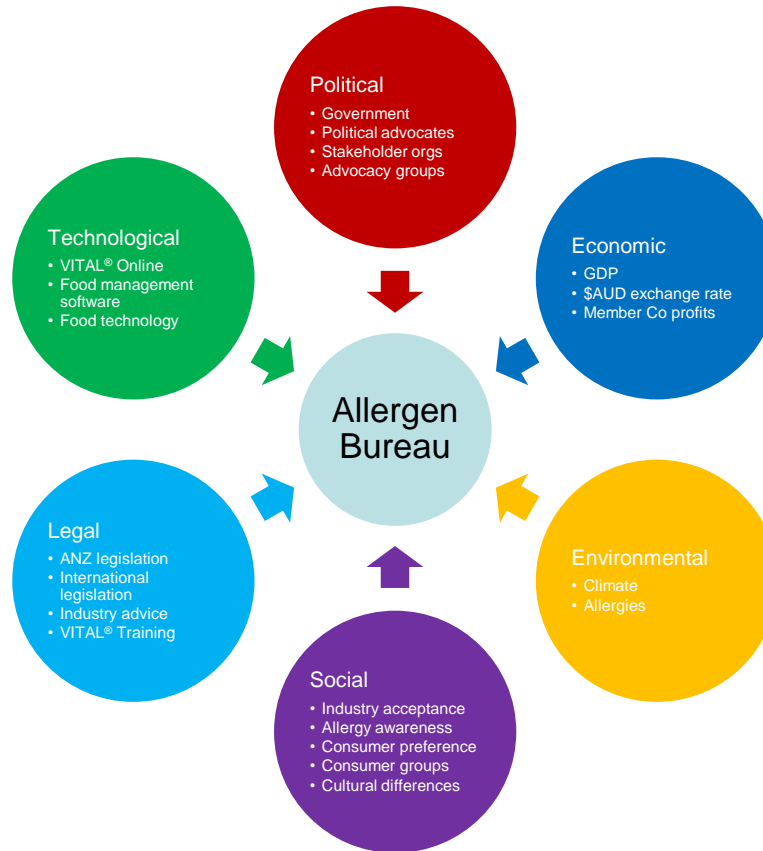 Political
• Government
• Political advocates
• Stakeholder orgs
• Advocacy groups
Technological
• VITAL® Online
• Food management
software
• Food technology
Economic
• GDP
• $AUD exchange rate
• Member Co profits
Allergen
Bureau
Legal
• ANZ legislation
• International
legislation
• Industry advice
• VITAL® Training
Environmental
• Climate
• Allergies
Social
• Industry acceptance
• Allergy awareness
• Consumer preference
• Consumer groups
• Cultural differences